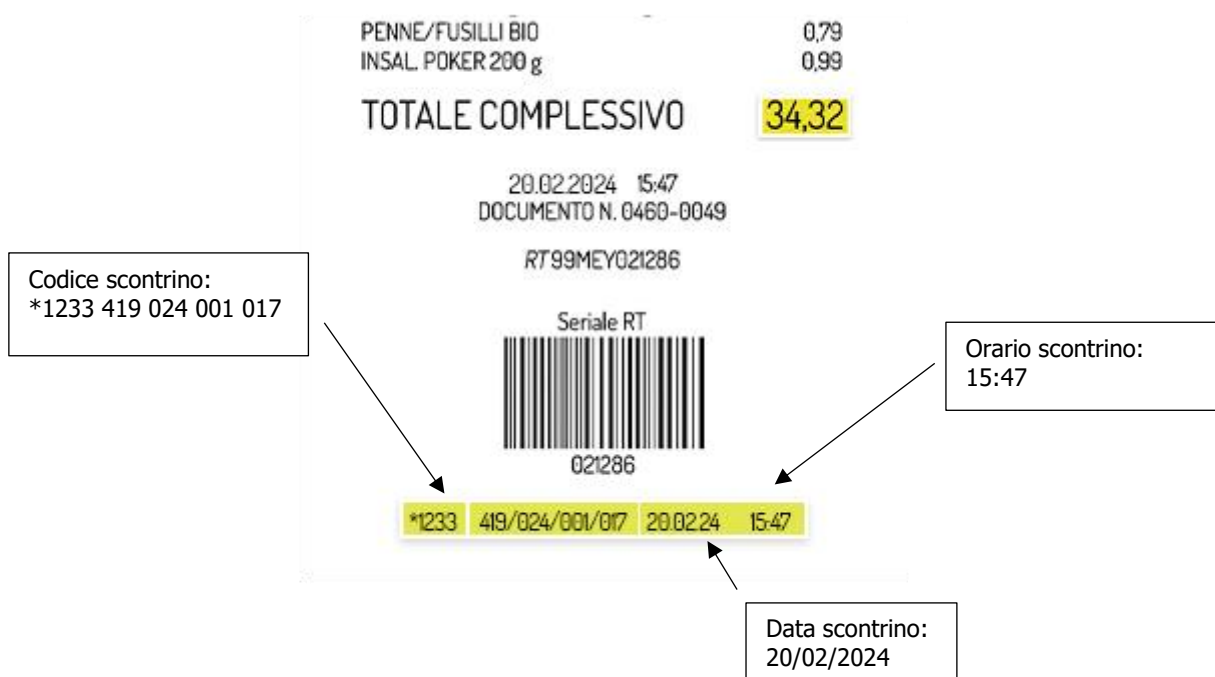 PENNE/FUSILLI BIO 0,79
INSAL. POKER 200 g 0,99
TOTALE COMPLESSIVO 34,32
20.02.2024 15:47
DOCUMENTO N. 0460-0049
RT99MEY021286
Codice scontrino:
*1233 419 024 001 017
Seriale RT
Orario scontrino:
15:47
021286
*1233 419/024/001/017 20.02.24 15:47
Data scontrino:
20/02/2024